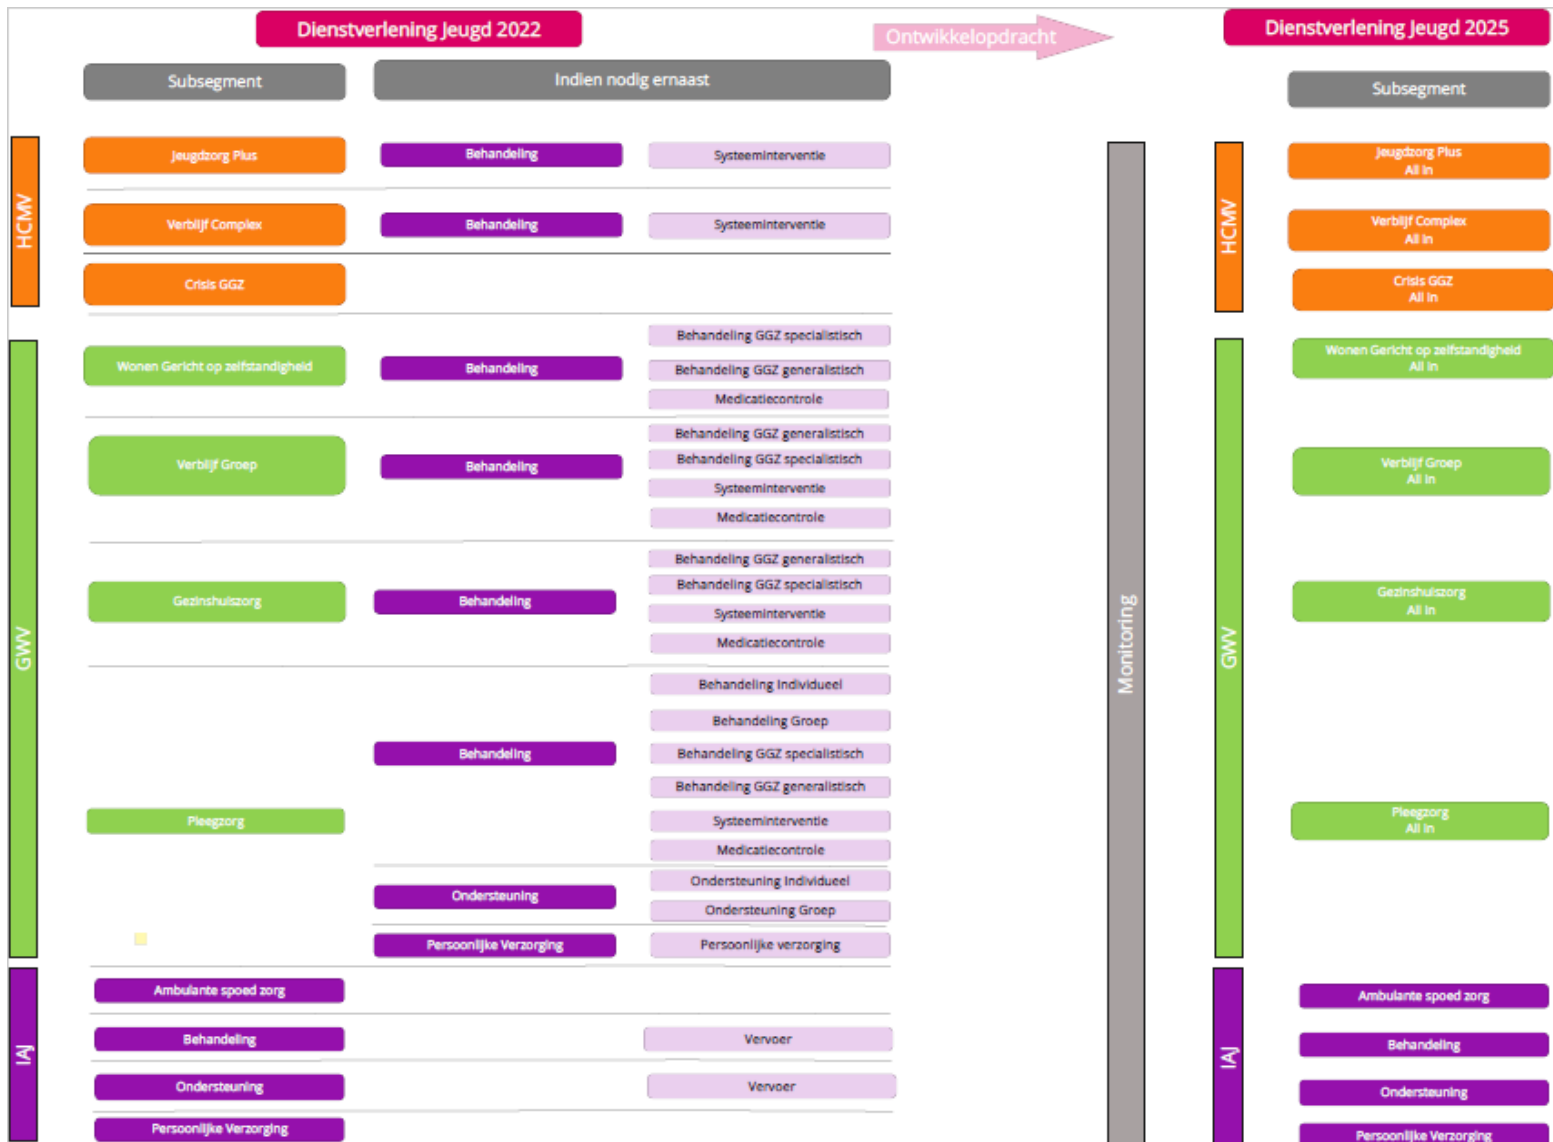 Dienstverlening Jeugd 2022
Ontwikkelopdracht
Dienstverlening Jeugd 2025
Subsegment
Indien nodig ernaast
Subsegment
HCMV
Jeugdzorg Plus
Behandeling
Systeeminterventie
Verblijf Complex
Behandeling
Systeeminterventie
Crisis GGZ
GWV
Wonen Gericht op zelfstandigheid
Behandeling
Behandeling GGZ specialistisch
Behandeling GGZ generalistisch
Medicatiecontrole
Verblijf Groep
Behandeling
Behandeling GGZ generalistisch
Behandeling GGZ specialistisch
Systeeminterventie
Medicatiecontrole
Gezinshuiszorg
Behandeling
Behandeling GGZ generalistisch
Behandeling GGZ specialistisch
Systeeminterventie
Medicatiecontrole
Pleegzorg
Behandeling
Behandeling Individueel
Behandeling Groep
Behandeling GGZ specialistisch
Behandeling GGZ generalistisch
Systeeminterventie
Medicatiecontrole
Ondersteuning
Ondersteuning Individueel
Ondersteuning Groep
Persoonlijke Verzorging
Persoonlijke verzorging
IAJ
Ambulante spoed zorg
Behandeling
Vervoer
Ondersteuning
Vervoer
Persoonlijke Verzorging
Monitoring
HCMV
Jeugdzorg Plus
All in
Verblijf Complex
All in
Crisis GGZ
All in
GWV
Wonen Gericht op zelfstandigheid
All in
Verblijf Groep
All in
Gezinshuiszorg
All in
Pleegzorg
All in
IAJ
Ambulante spoed zorg
Behandeling
Ondersteuning
Persoonlijke Verzorging